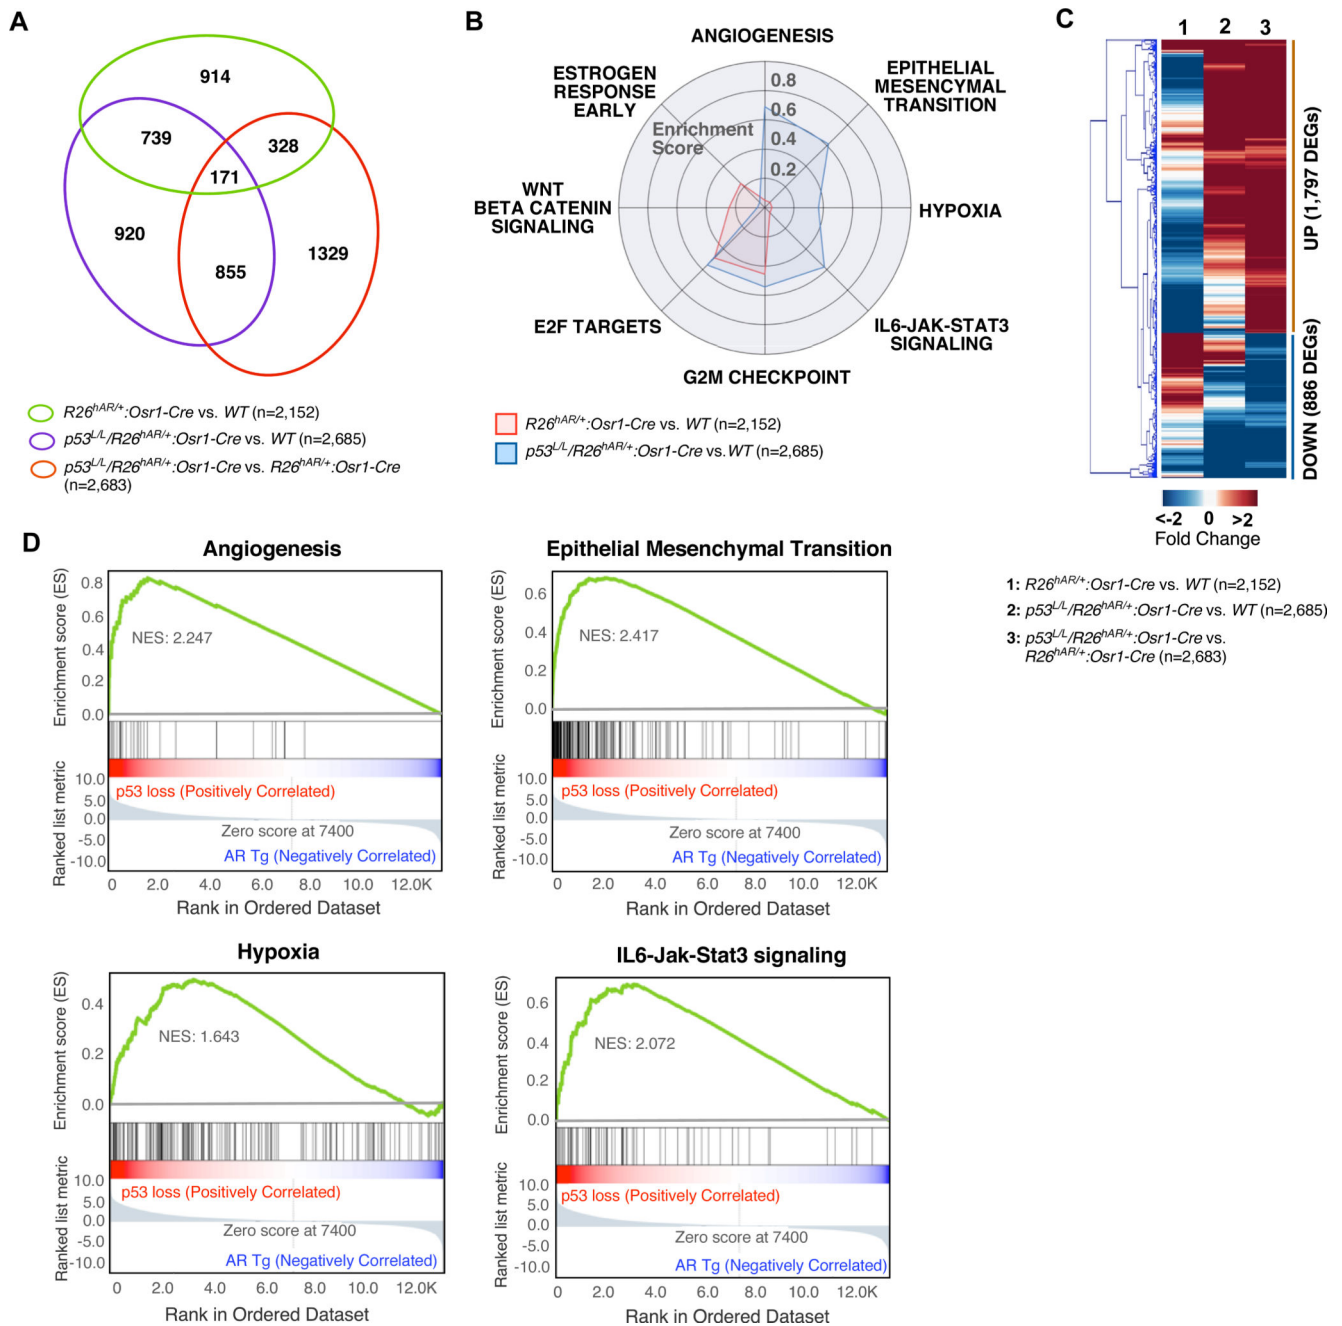 A
914
739
328
171
920
855
1329
R26hAR/+:Osr1-Cre vs. WT (n=2,152)
p53L/L/R26hAR/+:Osr1-Cre vs. WT (n=2,685)
p53L/L/R26hAR/+:Osr1-Cre vs. R26hAR/+:Osr1-Cre
(n=2,683)
B
ANGIOGENESIS
EPITHELIAL
MESENCYMAL
TRANSITION
HYPOXIA
IL6-JAK-STAT3
SIGNALING
G2M CHECKPOINT
E2F TARGETS
WNT
BETA CATENIN
SIGNALING
ESTROGEN
RESPONSE
EARLY
Enrichment
Score
0.8
0.6
0.4
0.2
R26hAR/+:Osr1-Cre vs. WT (n=2,152)
p53L/L/R26hAR/+:Osr1-Cre vs.WT (n=2,685)
C
1 2 3
UP (1,797 DEGs)
DOWN (886 DEGs)
<-2 0 >2
Fold Change
1: R26hAR/+:Osr1-Cre vs. WT (n=2,152)
2: p53L/L/R26hAR/+:Osr1-Cre vs. WT (n=2,685)
3: p53L/L/R26hAR/+:Osr1-Cre vs.
R26hAR/+:Osr1-Cre (n=2,683)
D
Angiogenesis
Enrichment score (ES)
0.8
0.6
0.4
0.2
0.0
NES: 2.247
Ranked list metric
10.0
5.0
0.0
-5.0
-10.0
p53 loss (Positively Correlated)
Zero score at 7400
AR Tg (Negatively Correlated)
0 2.0 4.0 6.0 8.0 10.0 12.0K
Rank in Ordered Dataset
Epithelial Mesenchymal Transition
Enrichment score (ES)
0.6
0.4
0.2
0.0
NES: 2.417
Ranked list metric
10.0
5.0
0.0
-5.0
-10.0
p53 loss (Positively Correlated)
Zero score at 7400
AR Tg (Negatively Correlated)
0 2.0 4.0 6.0 8.0 10.0 12.0K
Rank in Ordered Dataset
Hypoxia
Enrichment score (ES)
0.4
0.2
0.0
NES: 1.643
Ranked list metric
10.0
5.0
0.0
-5.0
-10.0
p53 loss (Positively Correlated)
Zero score at 7400
AR Tg (Negatively Correlated)
0 2.0 4.0 6.0 8.0 10.0 12.0K
Rank in Ordered Dataset
IL6-Jak-Stat3 signaling
Enrichment score (ES)
0.6
0.4
0.2
0.0
NES: 2.072
Ranked list metric
10.0
5.0
0.0
-5.0
-10.0
p53 loss (Positively Correlated)
Zero score at 7400
AR Tg (Negatively Correlated)
0 2.0 4.0 6.0 8.0 10.0 12.0K
Rank in Ordered Dataset